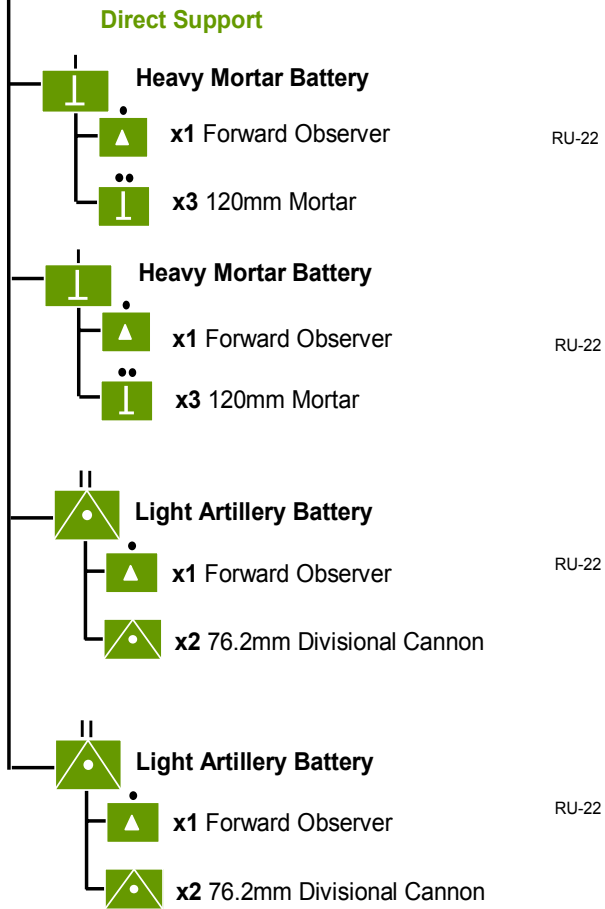 Direct Support
Heavy Mortar Battery
x1 Forward Observer RU-22
x3 120mm Mortar
Heavy Mortar Battery
x1 Forward Observer RU-22
x3 120mm Mortar
Light Artillery Battery
x1 Forward Observer RU-22
x2 76.2mm Divisional Cannon
Light Artillery Battery
x1 Forward Observer RU-22
x2 76.2mm Divisional Cannon